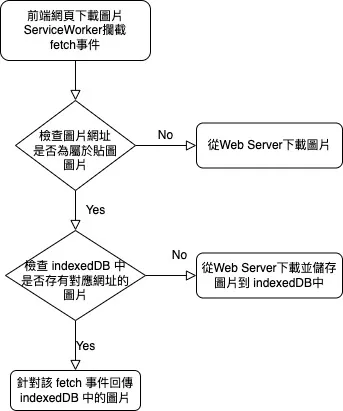 前端網頁下載圖片
ServiceWorker攔截
fetch事件
檢查圖片網址
是否為屬於貼圖
圖片
No
從Web Server下載圖片
Yes
檢查 indexedDB 中
是否存有對應網址的
圖片
No
從Web Server下載並儲存
圖片到 indexedDB中
Yes
針對該 fetch 事件回傳
indexedDB 中的圖片